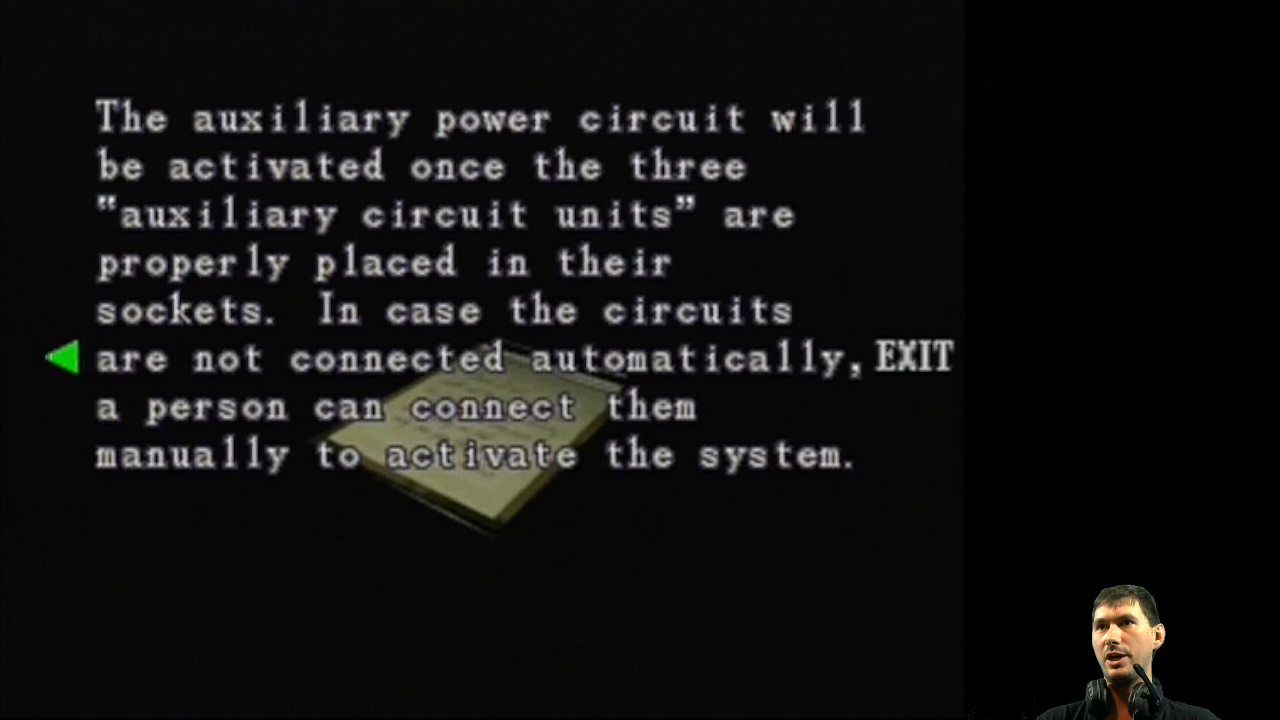 The auxiliary power circuit will
be activated once the three
"auxiliary circuit units" are
properly placed in their
sockets. In case the circuits
are not connected automatically, EXIT
a person can connect them
manually to activate the system.